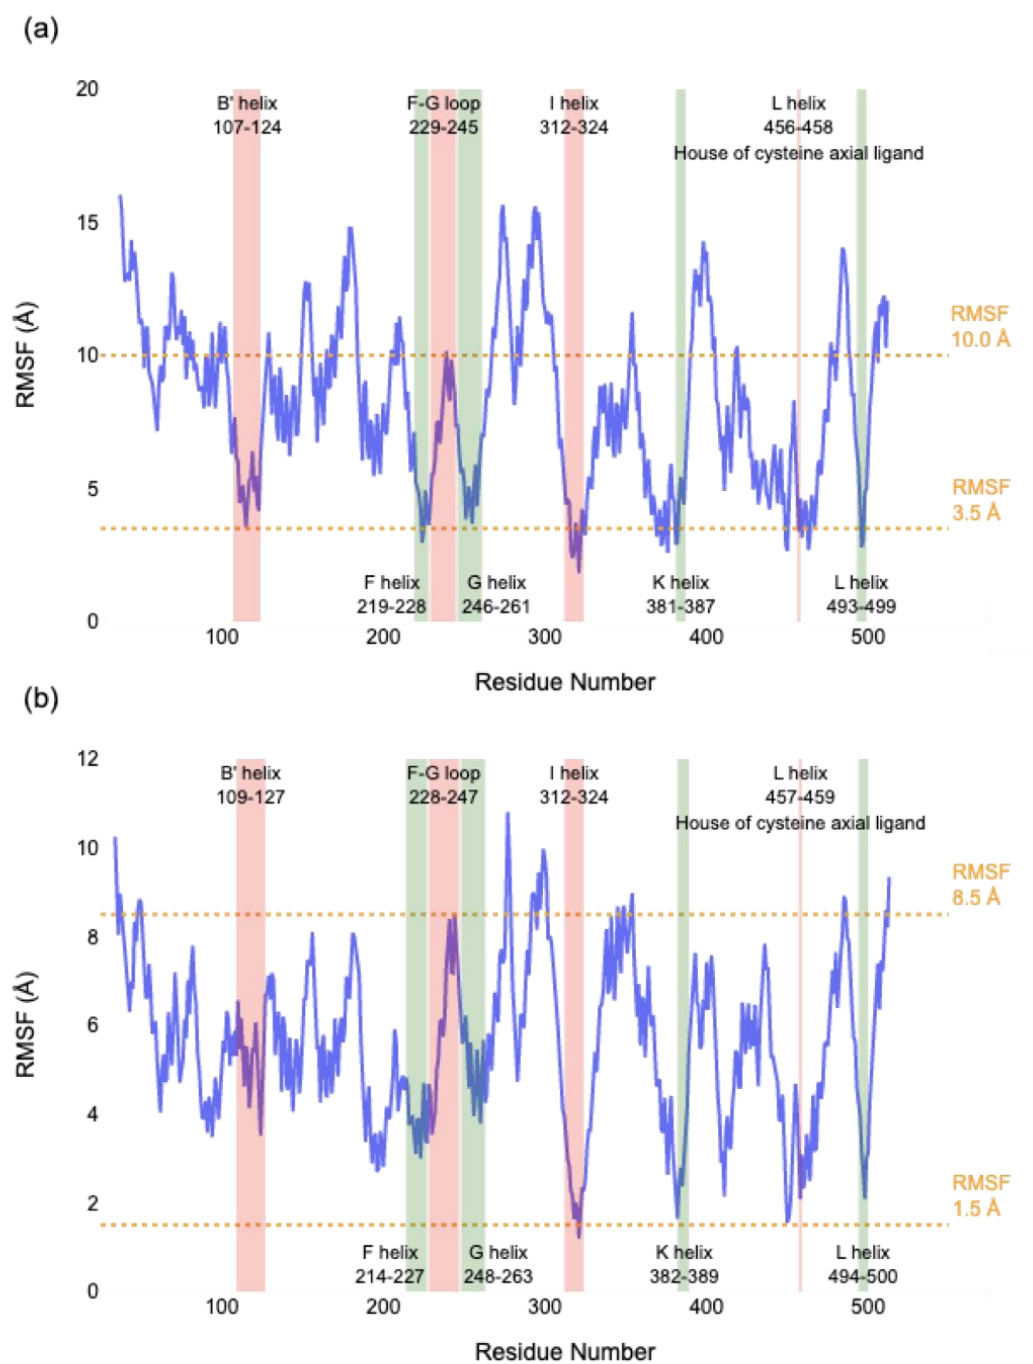 (a)
20
B' helix
107-124
F-G loop
229-245
I helix
312-324
L helix
456-458
House of cysteine axial ligand
15
RMSF (Å)
RMSF
10.0 Å
10
RMSF
3.5 Å
5
F helix
219-228
G helix
246-261
K helix
381-387
L helix
493-499
0
100
200
300
400
500
Residue Number
(b)
12
B' helix
109-127
F-G loop
228-247
I helix
312-324
L helix
457-459
House of cysteine axial ligand
10
RMSF
8.5 Å
8
RMSF (Å)
6
4
2
RMSF
1.5 Å
F helix
214-227
G helix
248-263
K helix
382-389
L helix
494-500
0
100
200
300
400
500
Residue Number